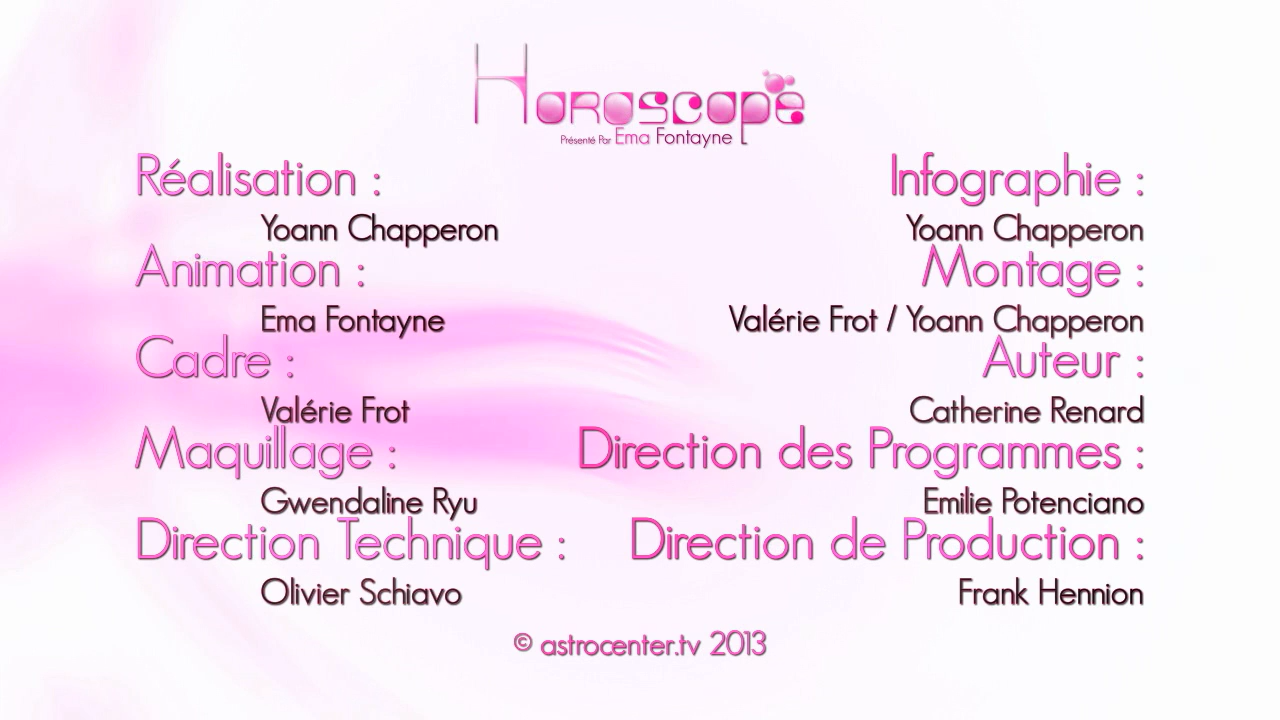 Horoscope
Présenté Par Ema Fontayne
Réalisation :
Yoann Chapperon
Animation :
Ema Fontayne
Cadre :
Valérie Frot
Maquillage :
Gwendaline Ryu
Direction Technique :
Olivier Schiavo
Infographie :
Yoann Chapperon
Montage :
Valérie Frot / Yoann Chapperon
Auteur :
Catherine Renard
Direction des Programmes :
Emilie Potenciano
Direction de Production :
Frank Hennion
© astrocenter.tv 2013